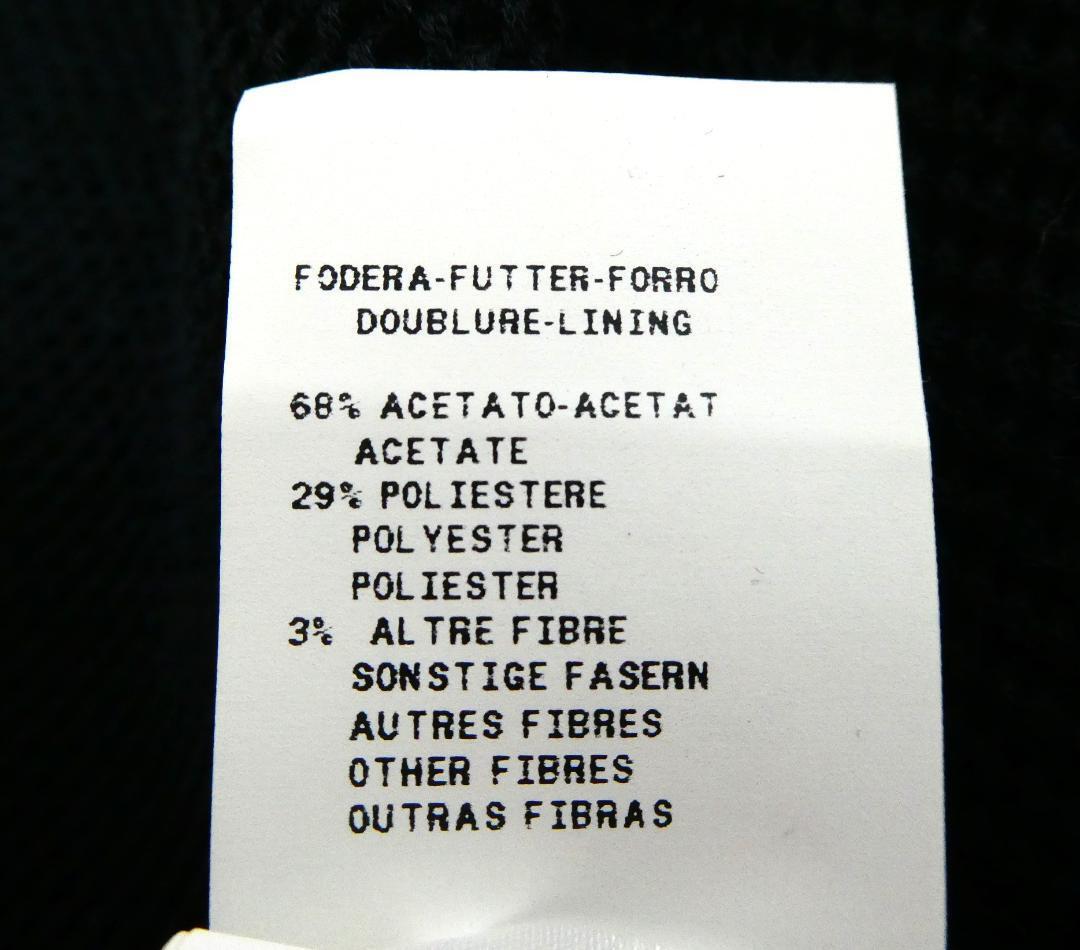 FODERA-FUTTER-FORRO
DOUBLURE-LINING
68% ACETATO-ACETAT
ACETATE
29% POLIESTERE
POLYESTER
POLIESTER
3% ALTRE FIBRE
SONSTIGE FASERN
AUTRES FIBRES
OTHER FIBRES
OUTRAS FIBRAS